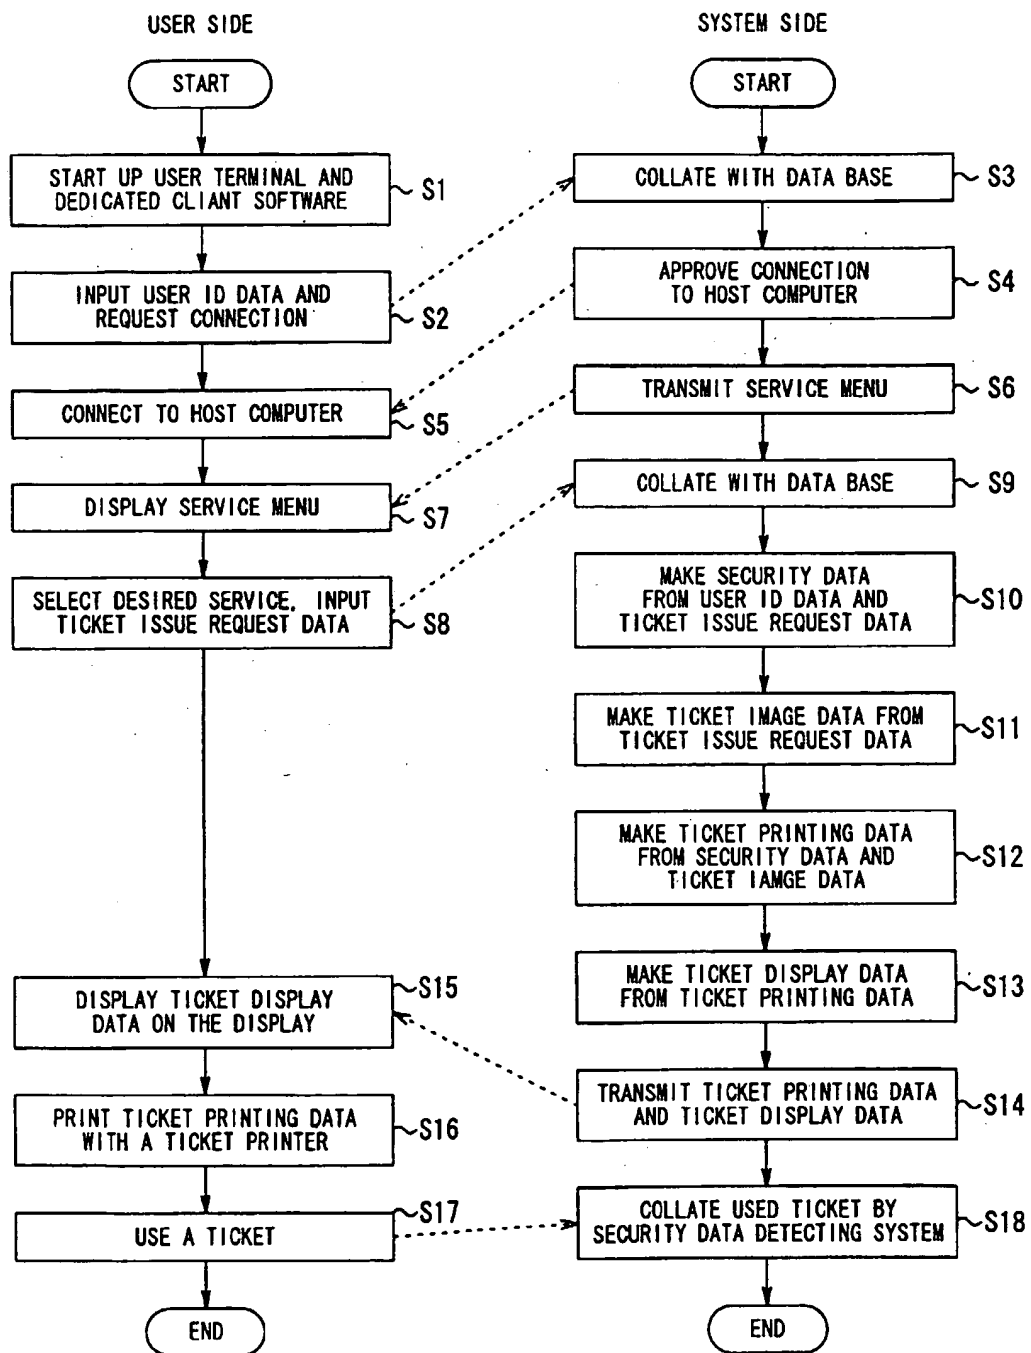 USER SIDE
START
START UP USER TERMINAL AND
DEDICATED CLIANT SOFTWARE
S1
INPUT USER ID DATA AND
REQUEST CONNECTION
S2
CONNECT TO HOST COMPUTER
S5
DISPLAY SERVICE MENU
S7
SELECT DESIRED SERVICE, INPUT
TICKET ISSUE REQUEST DATA
S8
DISPLAY TICKET DISPLAY
DATA ON THE DISPLAY
S15
PRINT TICKET PRINTING DATA
WITH A TICKET PRINTER
S16
USE A TICKET
S17
END
SYSTEM SIDE
START
COLLATE WITH DATA BASE
S3
APPROVE CONNECTION
TO HOST COMPUTER
S4
TRANSMIT SERVICE MENU
S6
COLLATE WITH DATA BASE
S9
MAKE SECURITY DATA
FROM USER ID DATA AND
TICKET ISSUE REQUEST DATA
S10
MAKE TICKET IMAGE DATA FROM
TICKET ISSUE REQUEST DATA
S11
MAKE TICKET PRINTING DATA
FROM SECURITY DATA AND
TICKET IAMGE DATA
S12
MAKE TICKET DISPLAY DATA
FROM TICKET PRINTING DATA
S13
TRANSMIT TICKET PRINTING DATA
AND TICKET DISPLAY DATA
S14
COLLATE USED TICKET BY
SECURITY DATA DETECTING SYSTEM
S18
END